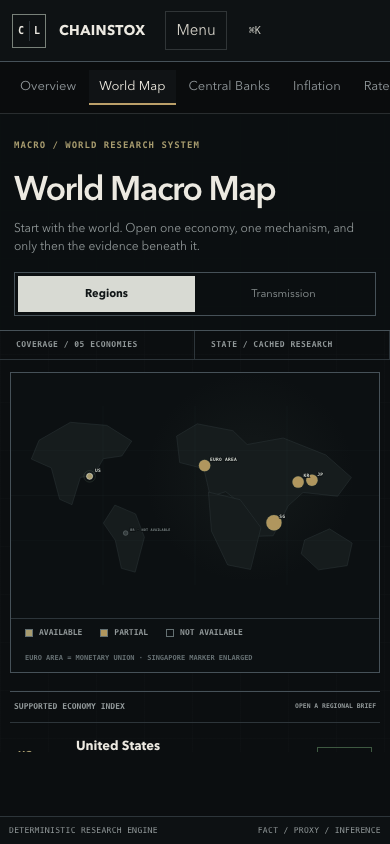 C L CHAINSTOX Menu ⌘K
Overview World Map Central Banks Inflation Rate
MACRO / WORLD RESEARCH SYSTEM
World Macro Map
Start with the world. Open one economy, one mechanism, and
only then the evidence beneath it.
Regions Transmission
COVERAGE / 05 ECONOMIES STATE / CACHED RESEARCH
EURO AREA
US
JP
SG
NOT AVAILABLE
AVAILABLE PARTIAL NOT AVAILABLE
EURO AREA = MONETARY UNION · SINGAPORE MARKER ENLARGED
SUPPORTED ECONOMY INDEX OPEN A REGIONAL BRIEF
United States
DETERMINISTIC RESEARCH ENGINE FACT / PROXY / INFERENCE